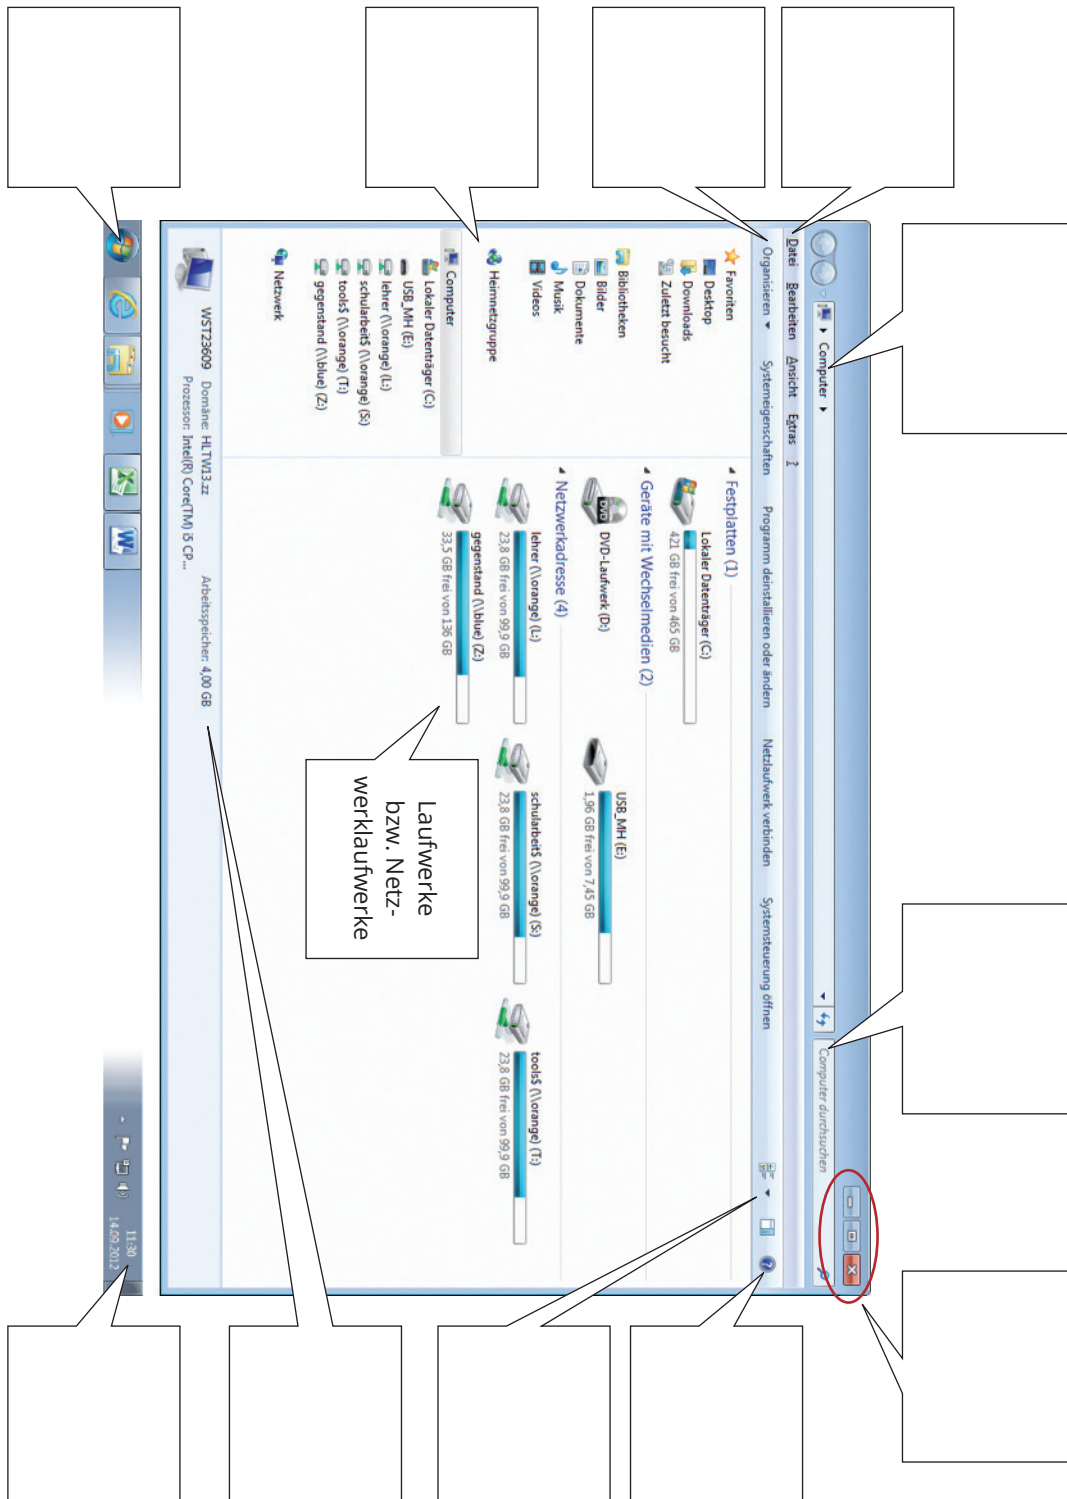 Computer
Computer durchsuchen
Datei Bearbeiten Ansicht Extras ?
Organisieren Systemeigenschaften Programm deinstallieren oder ändern Netzlaufwerk verbinden Systemsteuerung öffnen
Favoriten
Desktop
Downloads
Zuletzt besucht
Bibliotheken
Bilder
Dokumente
Musik
Videos
Heimnetzgruppe
Computer
Lokaler Datenträger (C:)
USB_MH (E:)
lehrer (\\orange) (L:)
schularbeit$ (\\orange) (S:)
tools$ (\\orange) (T:)
gegenstand (\\blue) (Z:)
Netzwerk
Festplatten (1)
Lokaler Datenträger (C:)
421 GB frei von 465 GB
Geräte mit Wechselmedien (2)
DVD
DVD-Laufwerk (D:)
USB_MH (E:)
1,96 GB frei von 7,45 GB
Netzwerkadresse (4)
lehrer (\\orange) (L:)
23,8 GB frei von 99,9 GB
schularbeit$ (\\orange) (S:)
23,8 GB frei von 99,9 GB
tools$ (\\orange) (T:)
23,8 GB frei von 99,9 GB
gegenstand (\\blue) (Z:)
33,5 GB frei von 136 GB
Laufwerke
bzw. Netz-
werklaufwerke
WST23609 Domäne: HLTW13.zz Arbeitsspeicher: 4,00 GB
Prozessor: Intel(R) Core(TM) i5 CP...
11:30
14.09.2012